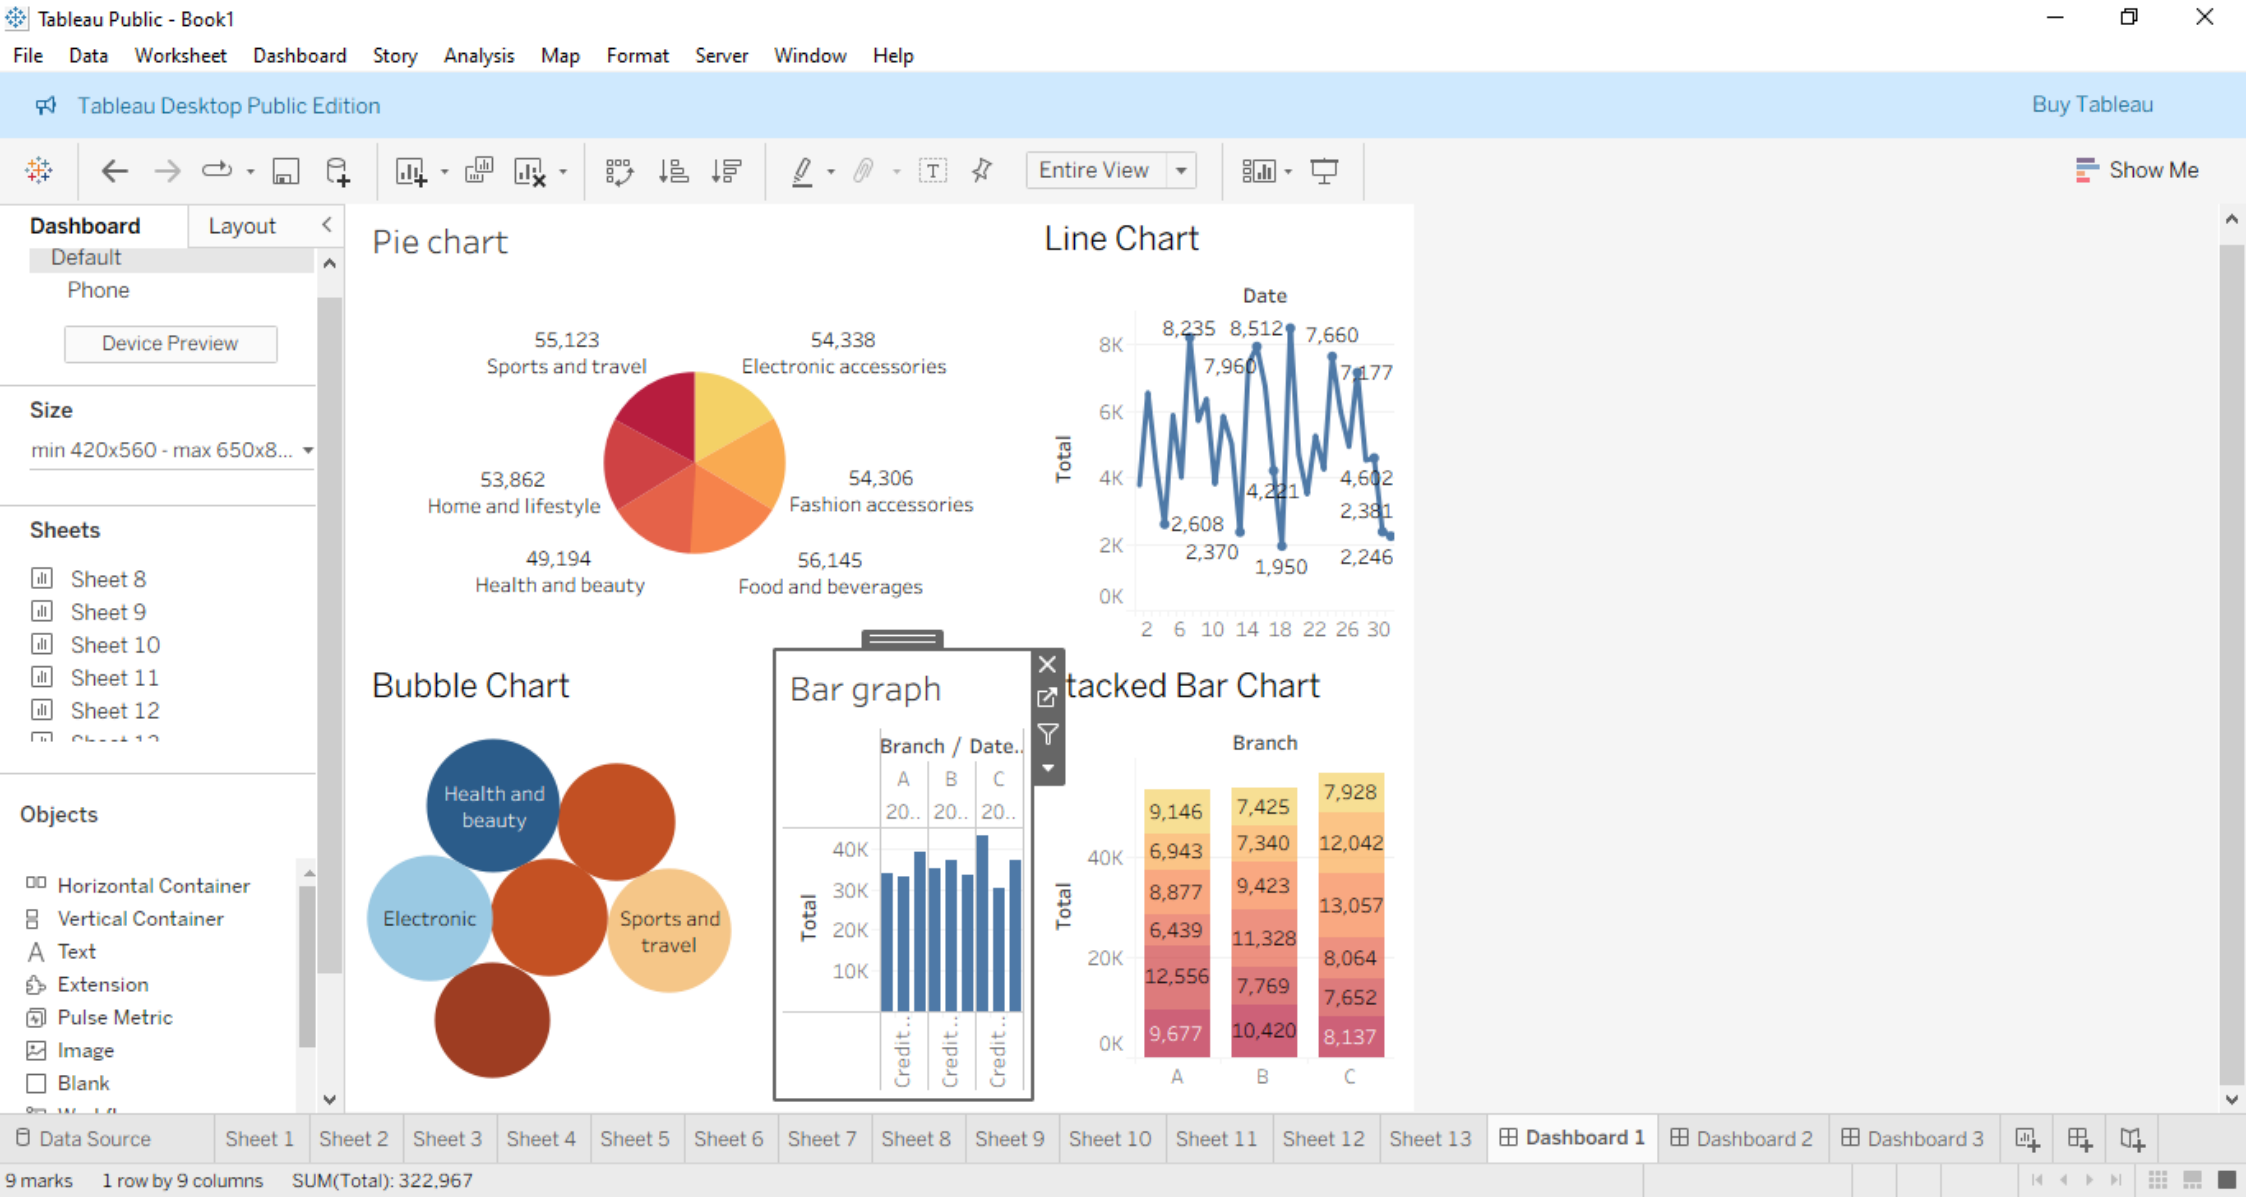 Tableau Public - Book1
File Data Worksheet Dashboard Story Analysis Map Format Server Window Help
Tableau Desktop Public Edition
Buy Tableau
Entire View
Show Me
Dashboard Layout
Default
Phone
Device Preview
Size
min 420x560 - max 650x8...
Sheets
Sheet 8
Sheet 9
Sheet 10
Sheet 11
Sheet 12
Objects
Horizontal Container
Vertical Container
Text
Extension
Pulse Metric
Image
Blank
Pie chart
55,123
Sports and travel
54,338
Electronic accessories
53,862
Home and lifestyle
54,306
Fashion accessories
49,194
Health and beauty
56,145
Food and beverages
Line Chart
Date
Total
8K
6K
4K
2K
0K
8,235 8,512 7,660
7,960 7,177
4,221 4,602
2,608 2,381
2,370 1,950 2,246
2 6 10 14 18 22 26 30
Bubble Chart
Health and
beauty
Electronic
Sports and
travel
Bar graph
Branch / Date..
A B C
20.. 20.. 20..
Total
40K
30K
20K
10K
Credit.. Credit.. Credit..
tacked Bar Chart
Branch
Total
40K
20K
0K
9,146 7,425 7,928
6,943 7,340 12,042
8,877 9,423 13,057
6,439 11,328 8,064
12,556 7,769 7,652
9,677 10,420 8,137
A B C
Data Source Sheet 1 Sheet 2 Sheet 3 Sheet 4 Sheet 5 Sheet 6 Sheet 7 Sheet 8 Sheet 9 Sheet 10 Sheet 11 Sheet 12 Sheet 13 Dashboard 1 Dashboard 2 Dashboard 3
9 marks 1 row by 9 columns SUM(Total): 322,967